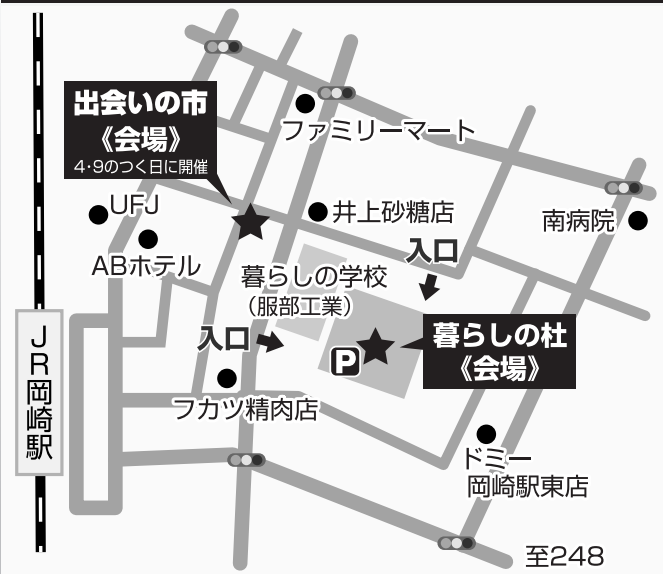 出会いの市
《会場》
4・9のつく日に開催
ファミリーマート
UFJ
井上砂糖店
南病院
ABホテル
入口
暮らしの学校
（服部工業）
入口
暮らしの杜
《会場》
P
JR岡崎駅
フカツ精肉店
ドミー
岡崎駅東店
至248